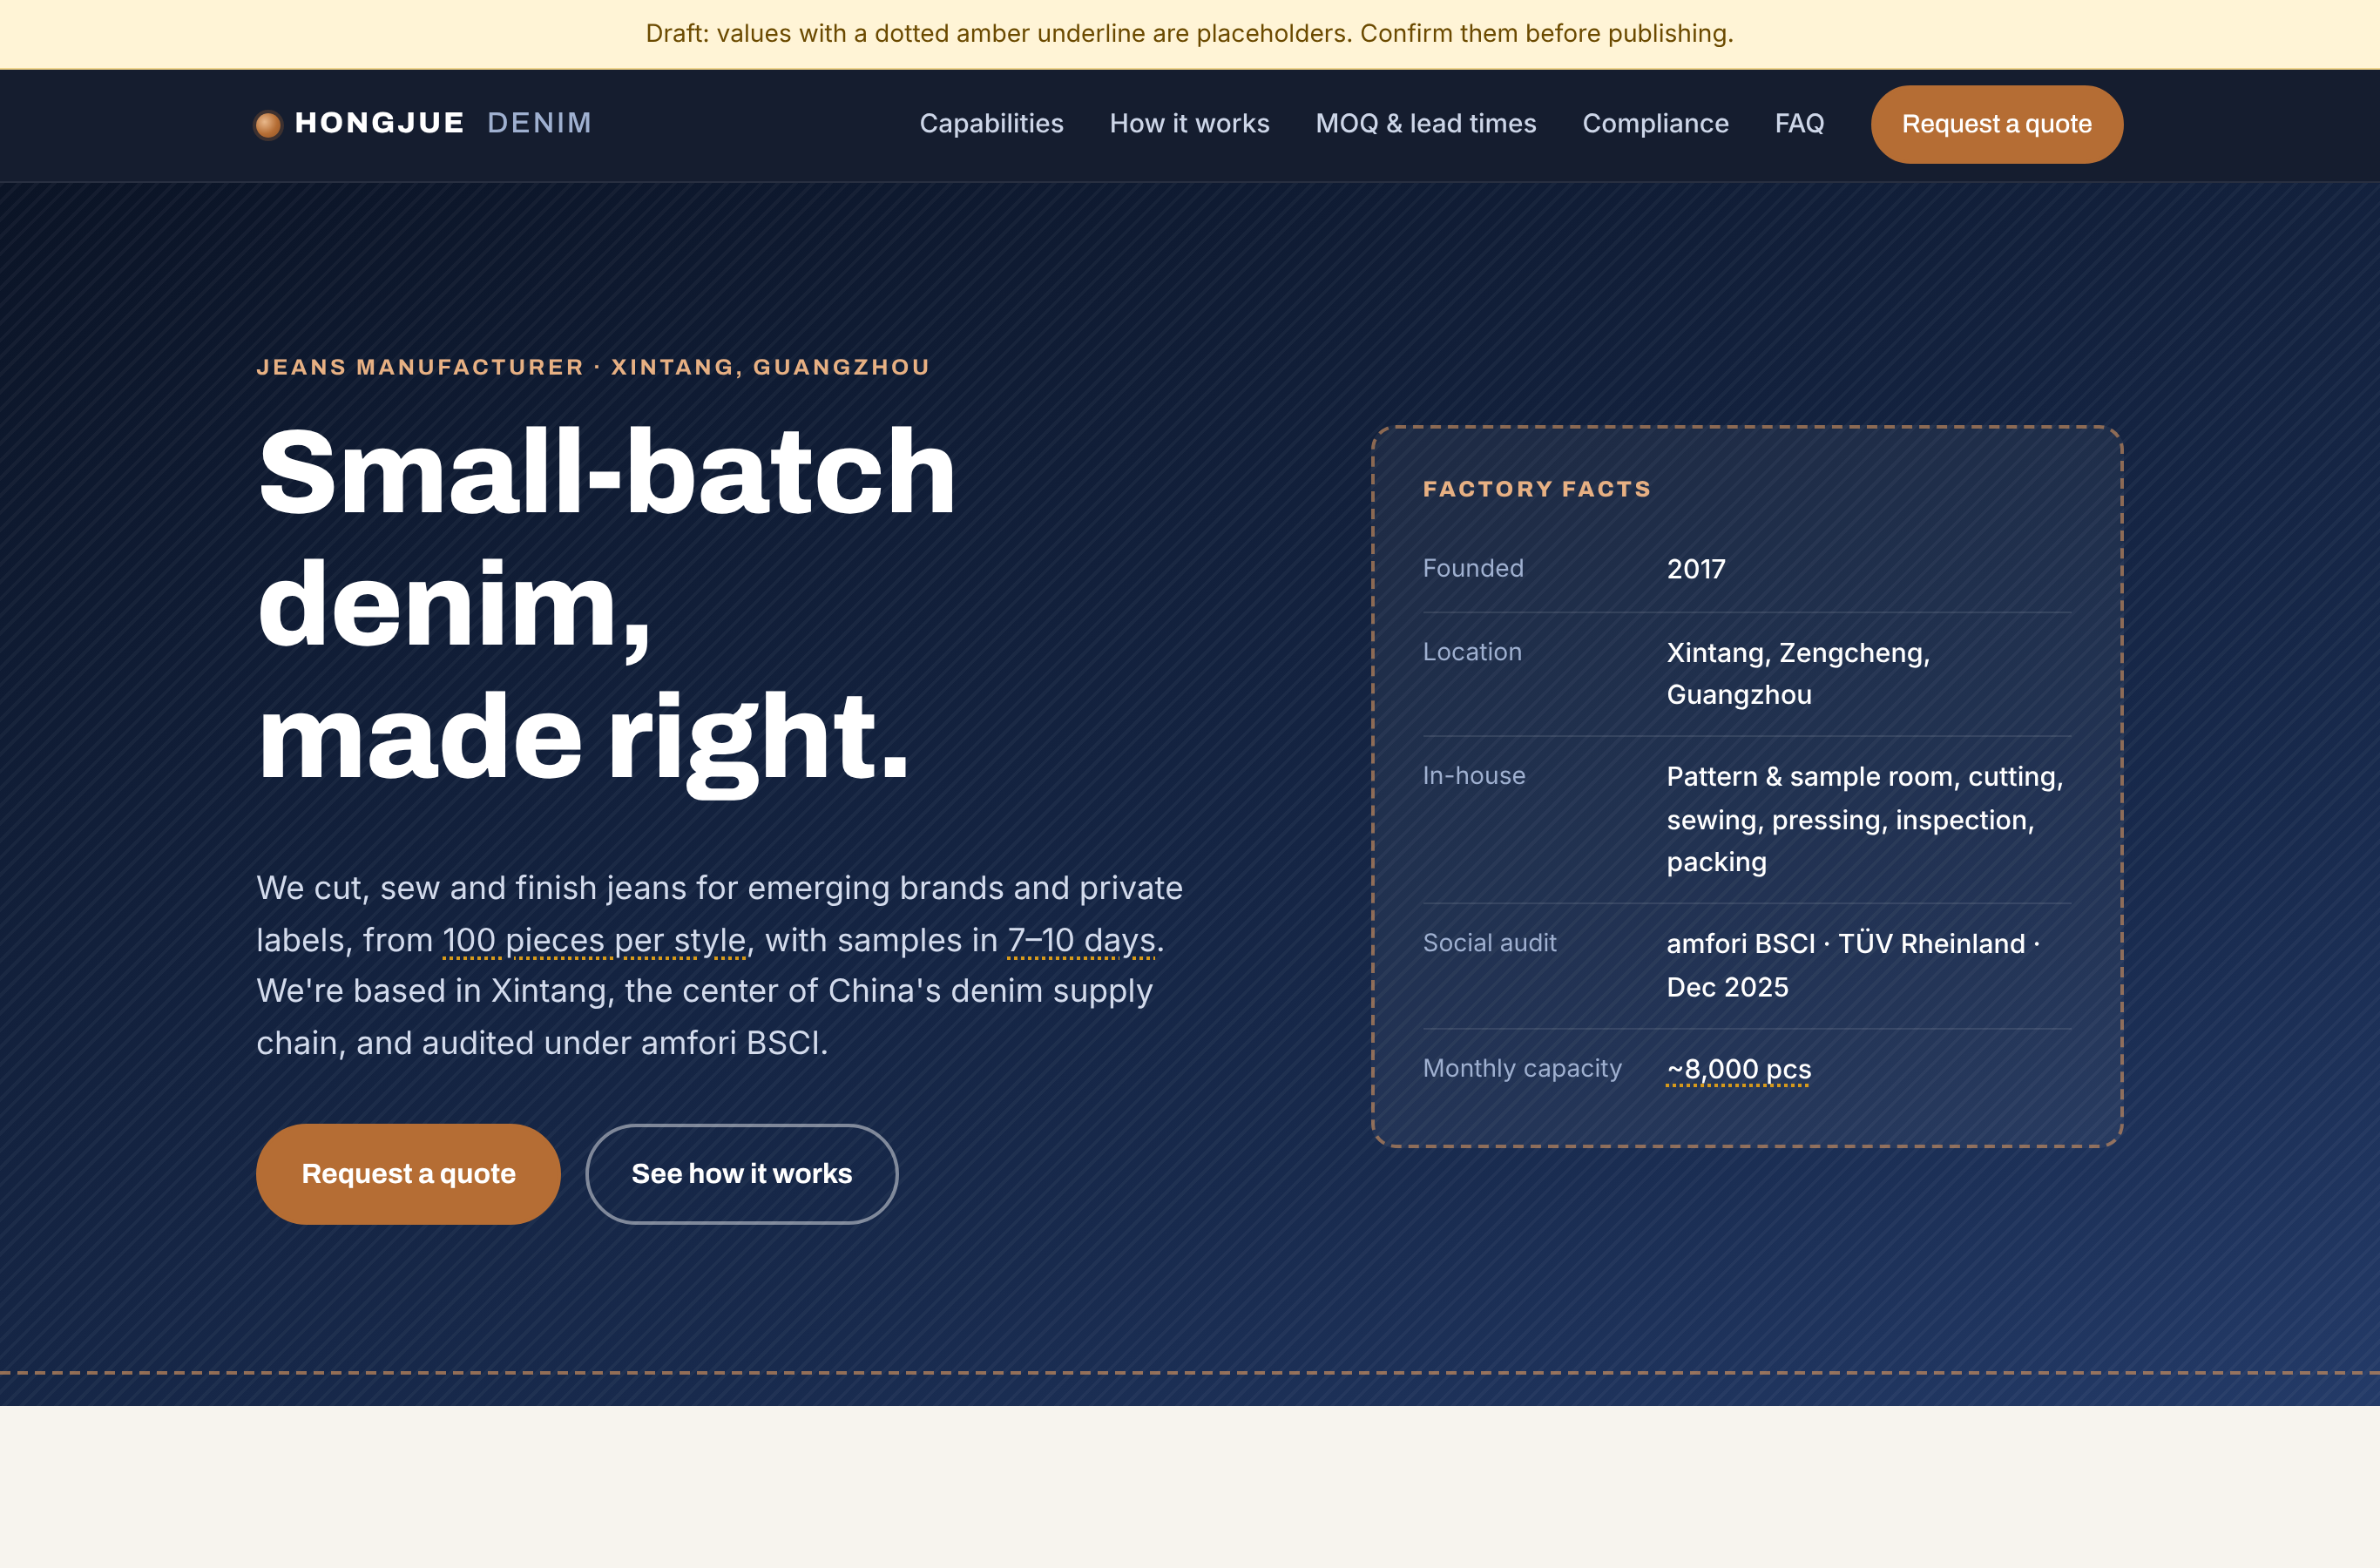 Draft: values with a dotted amber underline are placeholders. Confirm them before publishing.
HONGJUE DENIM
Capabilities
How it works
MOQ & lead times
Compliance
FAQ
Request a quote
JEANS MANUFACTURER · XINTANG, GUANGZHOU
Small-batch
denim,
made right.
We cut, sew and finish jeans for emerging brands and private
labels, from 100 pieces per style, with samples in 7–10 days.
We're based in Xintang, the center of China's denim supply
chain, and audited under amfori BSCI.
Request a quote
See how it works
FACTORY FACTS
Founded 2017
Location Xintang, Zengcheng,
Guangzhou
In-house Pattern & sample room, cutting,
sewing, pressing, inspection,
packing
Social audit amfori BSCI · TÜV Rheinland ·
Dec 2025
Monthly capacity ~8,000 pcs